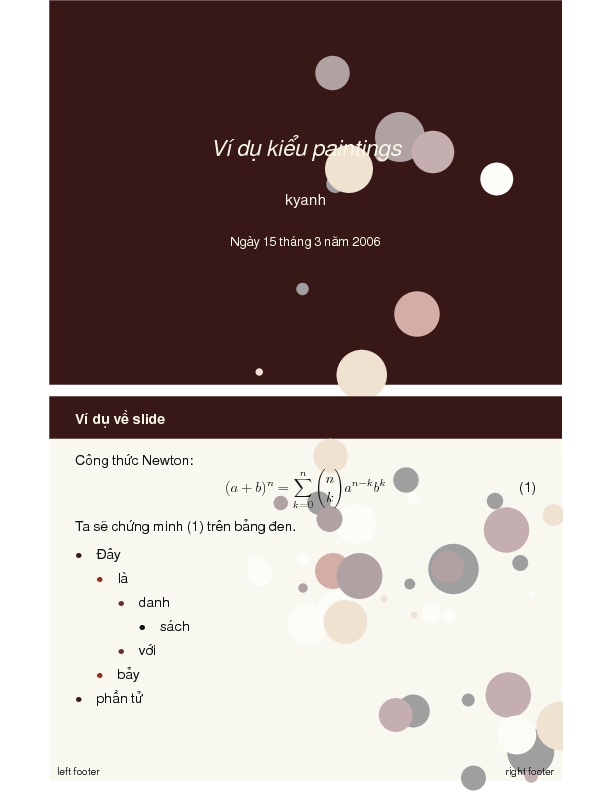 Ví dụ kiểu paintings
kyanh
Ngày 15 tháng 3 năm 2006
Ví dụ về slide
Công thức Newton:
(a + b)^n = \sum_{k=0}^{n} \binom{n}{k} a^{n-k} b^k (1)
Ta sẽ chứng minh (1) trên bảng đen.
• Đây
• là
• danh
• sách
• với
• bảy
• phần tử
left footer right footer